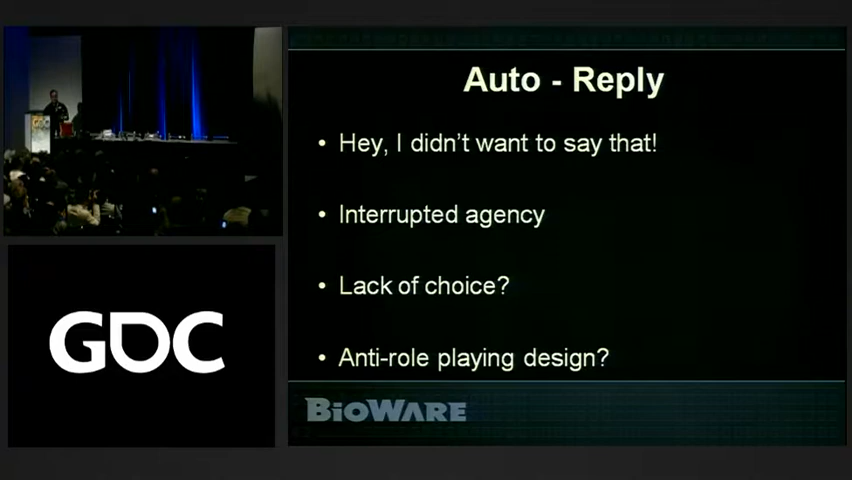 Auto - Reply
• Hey, I didn't want to say that!
• Interrupted agency
• Lack of choice?
• Anti-role playing design?
BIOWARE
GDC